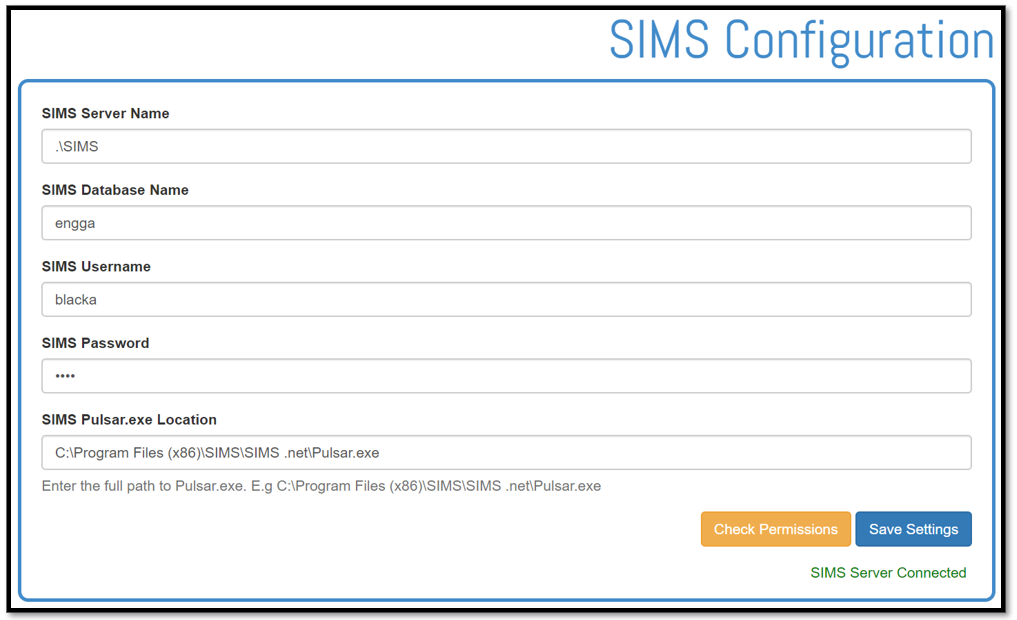 SIMS Configuration
SIMS Server Name
.\SIMS
SIMS Database Name
engga
SIMS Username
blacka
SIMS Password
••••
SIMS Pulsar.exe Location
C:\Program Files (x86)\SIMS\SIMS .net\Pulsar.exe
Enter the full path to Pulsar.exe. E.g C:\Program Files (x86)\SIMS\SIMS .net\Pulsar.exe
Check Permissions Save Settings
SIMS Server Connected